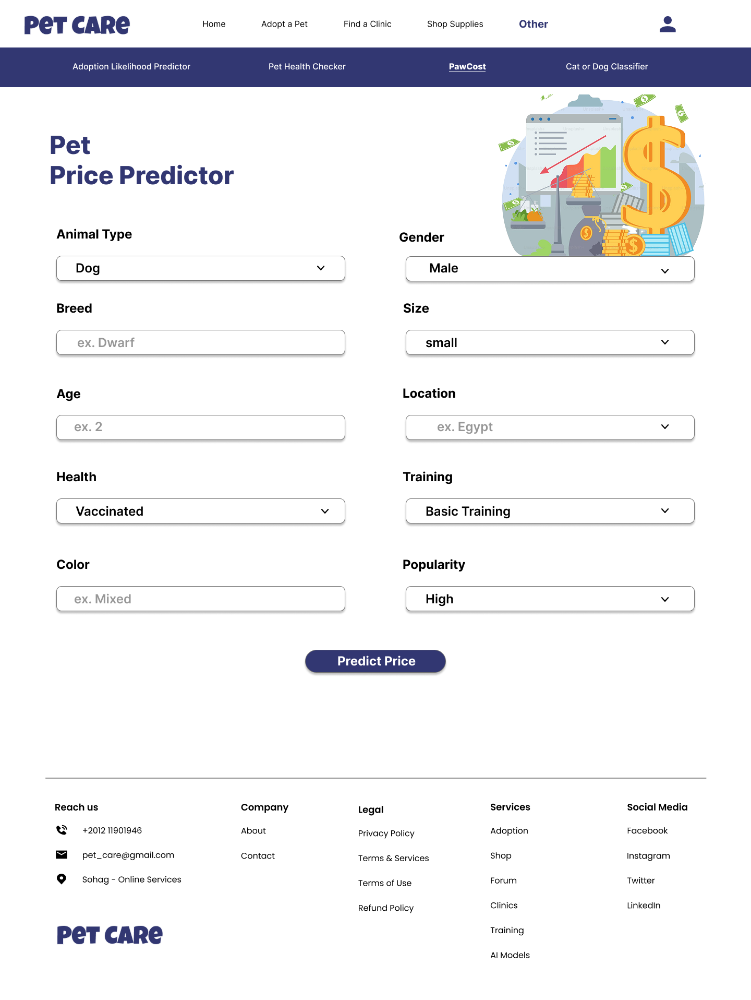 Pet Care
Home
Adopt a Pet
Find a Clinic
Shop Supplies
Other
Adoption Likelihood Predictor
Pet Health Checker
PawCost
Cat or Dog Classifier
Pet
Price Predictor
Animal Type
Gender
Dog
Male
Breed
Size
ex. Dwarf
small
Age
Location
ex. 2
ex. Egypt
Health
Training
Vaccinated
Basic Training
Color
Popularity
ex. Mixed
High
Predict Price
Reach us
+2012 11901946
pet_care@gmail.com
Sohag - Online Services
Pet Care
Company
About
Contact
Legal
Privacy Policy
Terms & Services
Terms of Use
Refund Policy
Services
Adoption
Shop
Forum
Clinics
Training
AI Models
Social Media
Facebook
Instagram
Twitter
LinkedIn